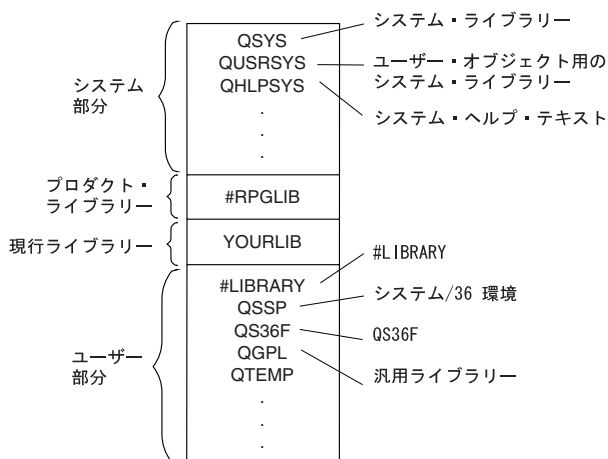 システム・ライブラリー
QSYS
QUSRSYS
ユーザー・オブジェクト用の
システム・ライブラリー
システム
部分
QHLPSYS
システム・ヘルプ・テキスト
.
.
.
プロダクト・
ライブラリー
#RPGLIB
現行ライブラリー
YOURLIB
#LIBRARY
#LIBRARY
QSSP
システム/36 環境
QS36F
QS36F
ユーザー
部分
QGPL
汎用ライブラリー
QTEMP
.
.
.